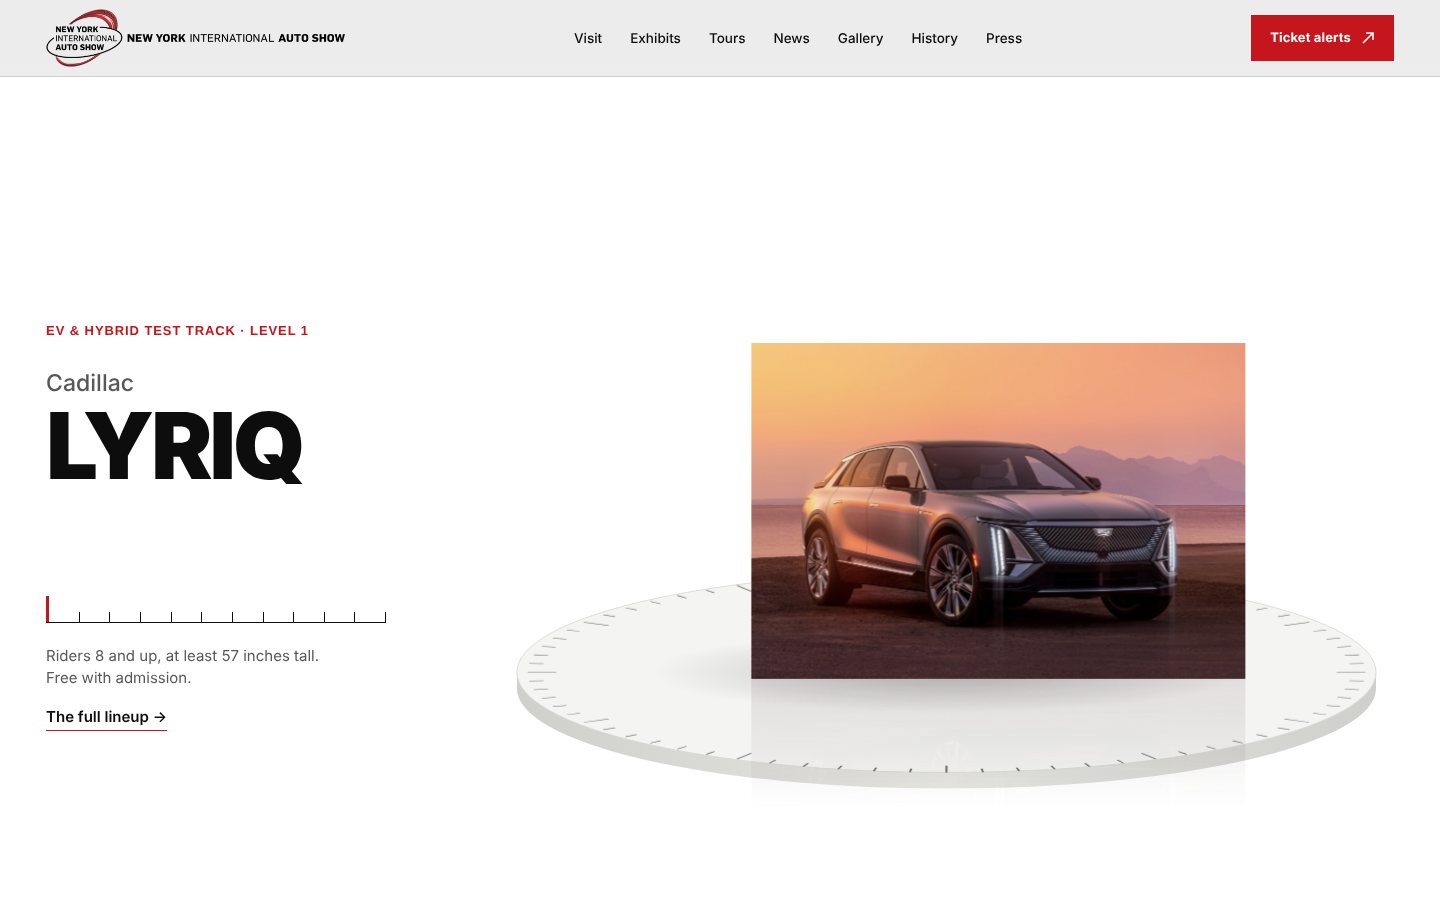 NEW YORK
INTERNATIONAL
AUTO SHOW
NEW YORK INTERNATIONAL AUTO SHOW
Visit
Exhibits
Tours
News
Gallery
History
Press
Ticket alerts
EV & HYBRID TEST TRACK · LEVEL 1
Cadillac
LYRIQ
Riders 8 and up, at least 57 inches tall.
Free with admission.
The full lineup →